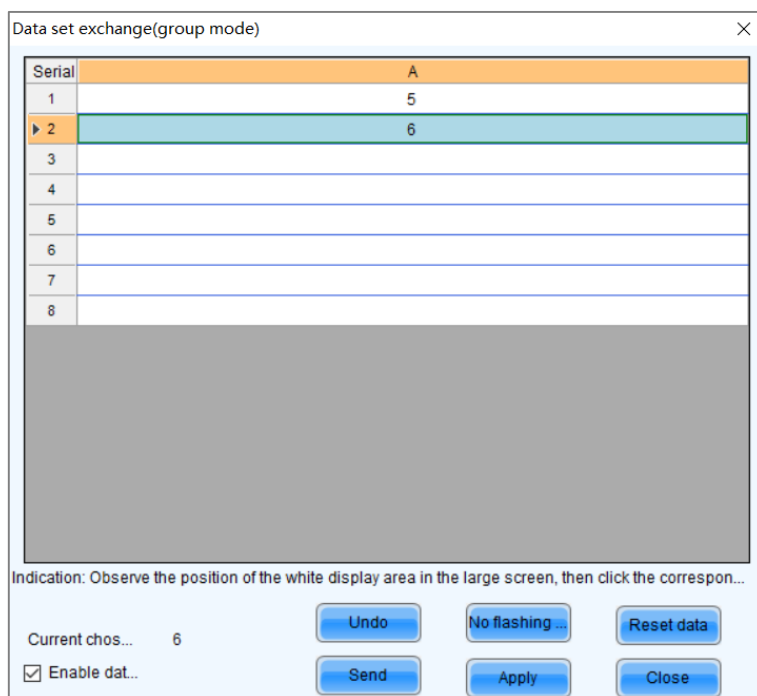 Data set exchange(group mode)
Serial A
1 5
2 6
3
4
5
6
7
8
Indication: Observe the position of the white display area in the large screen, then click the correspon...
Undo No flashing ... Reset data
Current chos... 6
Enable dat... Send Apply Close